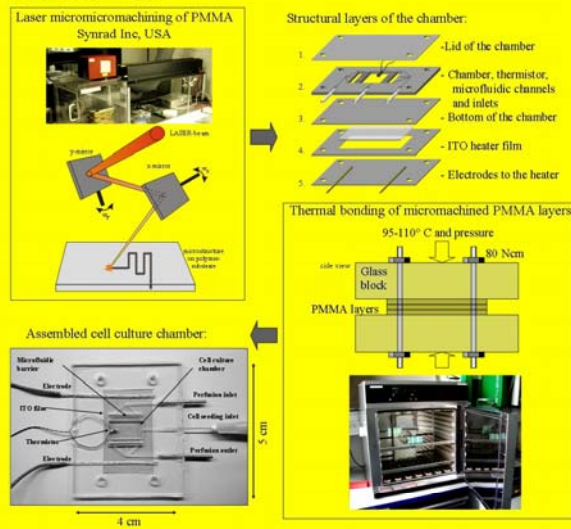 Laser micromicromachining of PMMA
Synrad Inc, USA
LASER-beam
y-mirror
x-mirror
microstructure
on polymer
substrate
Structural layers of the chamber:
1.
-Lid of the chamber
2.
- Chamber, thermistor,
microfluidic channels
and inlets
3.
- Bottom of the chamber
4.
- ITO heater film
5.
- Electrodes to the heater
Thermal bonding of micromachined PMMA layers
95-110° C and pressure
80 Ncm
side view
Glass
block
PMMA layers
Assembled cell culture chamber:
Microfluidic
barrier
Cell culture
chamber
Electrode
Perfusion inlet
ITO film
Cell seeding inlet
Thermistor
Electrode
Perfusion outlet
5 cm
4 cm